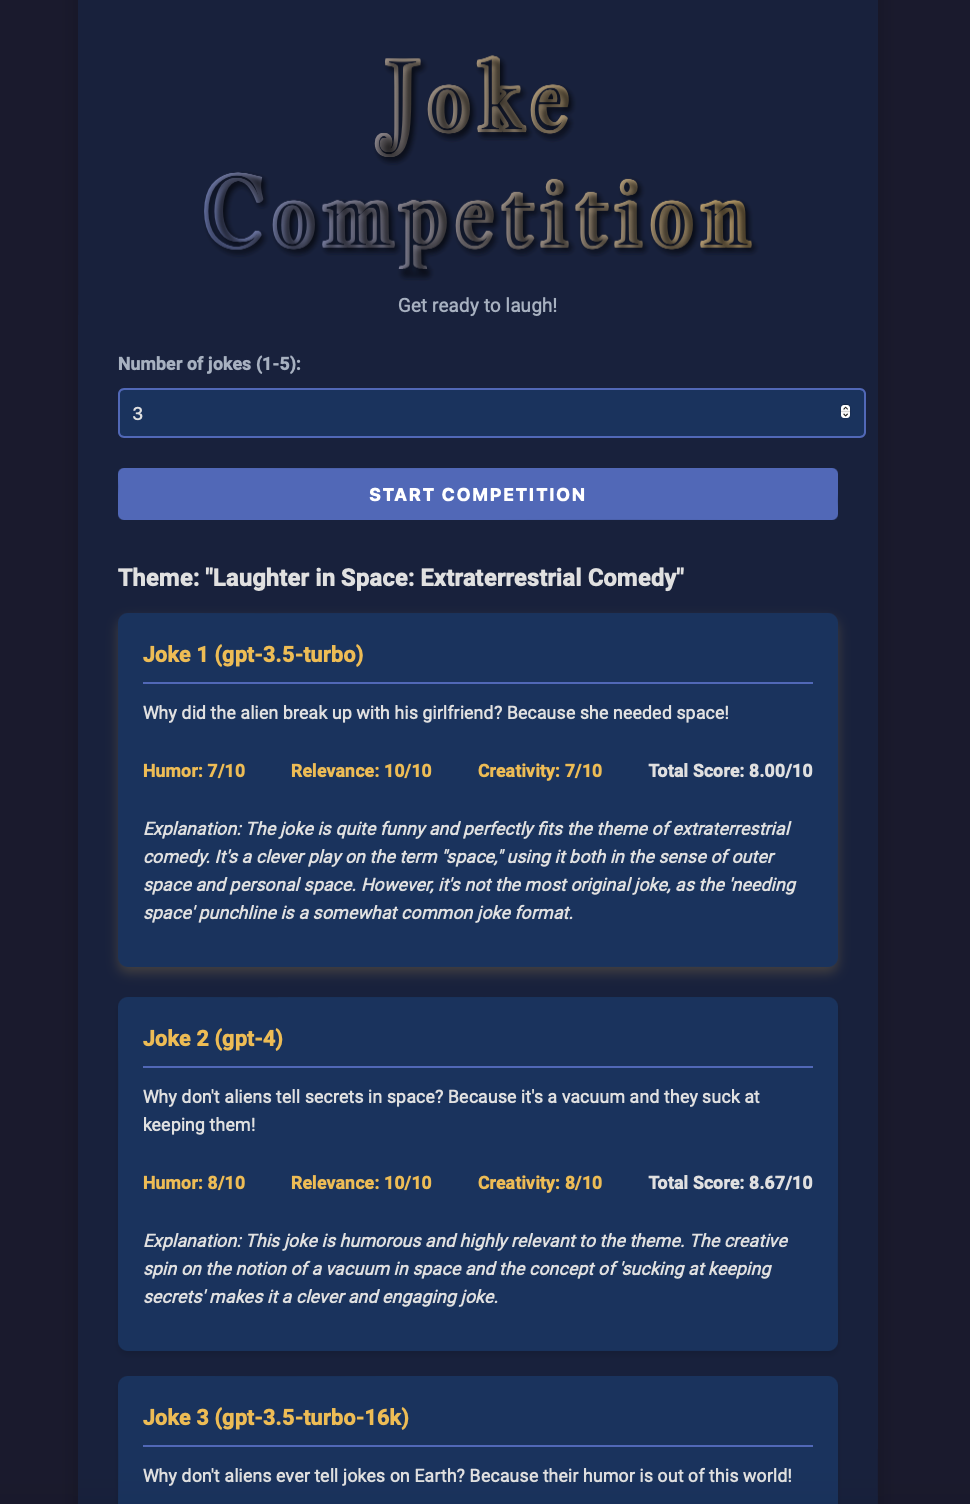 Joke
Competition
Get ready to laugh!
Number of jokes (1-5):
3
START COMPETITION
Theme: "Laughter in Space: Extraterrestrial Comedy"
Joke 1 (gpt-3.5-turbo)
Why did the alien break up with his girlfriend? Because she needed space!
Humor: 7/10 Relevance: 10/10 Creativity: 7/10 Total Score: 8.00/10
Explanation: The joke is quite funny and perfectly fits the theme of extraterrestrial
comedy. It's a clever play on the term "space," using it both in the sense of outer
space and personal space. However, it's not the most original joke, as the 'needing
space' punchline is a somewhat common joke format.
Joke 2 (gpt-4)
Why don't aliens tell secrets in space? Because it's a vacuum and they suck at
keeping them!
Humor: 8/10 Relevance: 10/10 Creativity: 8/10 Total Score: 8.67/10
Explanation: This joke is humorous and highly relevant to the theme. The creative
spin on the notion of a vacuum in space and the concept of 'sucking at keeping
secrets' makes it a clever and engaging joke.
Joke 3 (gpt-3.5-turbo-16k)
Why don't aliens ever tell jokes on Earth? Because their humor is out of this world!